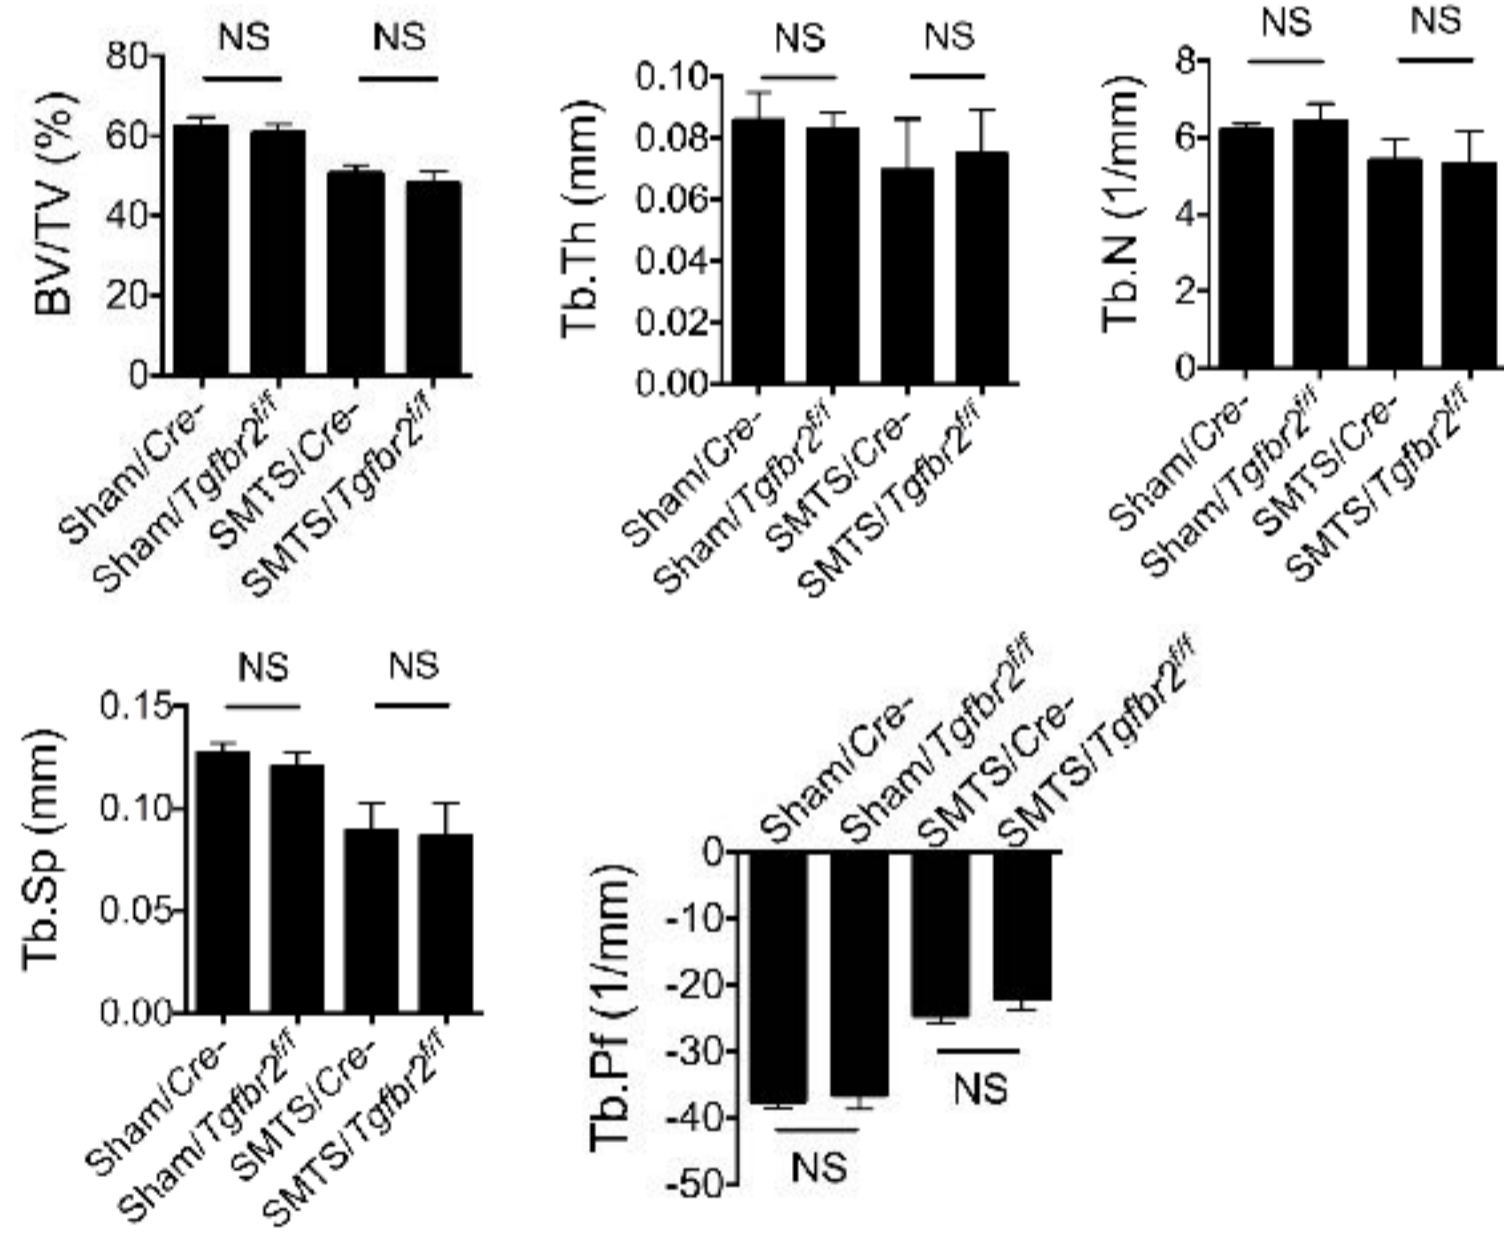 NS NS
BV/TV (%)
80
60
40
20
0
Sham/Cre-
Sham/Tgfbr2f/f
SMTS/Cre-
SMTS/Tgfbr2f/f
NS NS
Tb.Th (mm)
0.10
0.08
0.06
0.04
0.02
0.00
Sham/Cre-
Sham/Tgfbr2f/f
SMTS/Cre-
SMTS/Tgfbr2f/f
NS NS
Tb.N (1/mm)
8
6
4
2
0
Sham/Cre-
Sham/Tgfbr2f/f
SMTS/Cre-
SMTS/Tgfbr2f/f
NS NS
Tb.Sp (mm)
0.15
0.10
0.05
0.00
Sham/Cre-
Sham/Tgfbr2f/f
SMTS/Cre-
SMTS/Tgfbr2f/f
Sham/Cre-
Sham/Tgfbr2f/f
SMTS/Cre-
SMTS/Tgfbr2f/f
Tb.Pf (1/mm)
0
-10
-20
-30
-40
-50
NS
NS